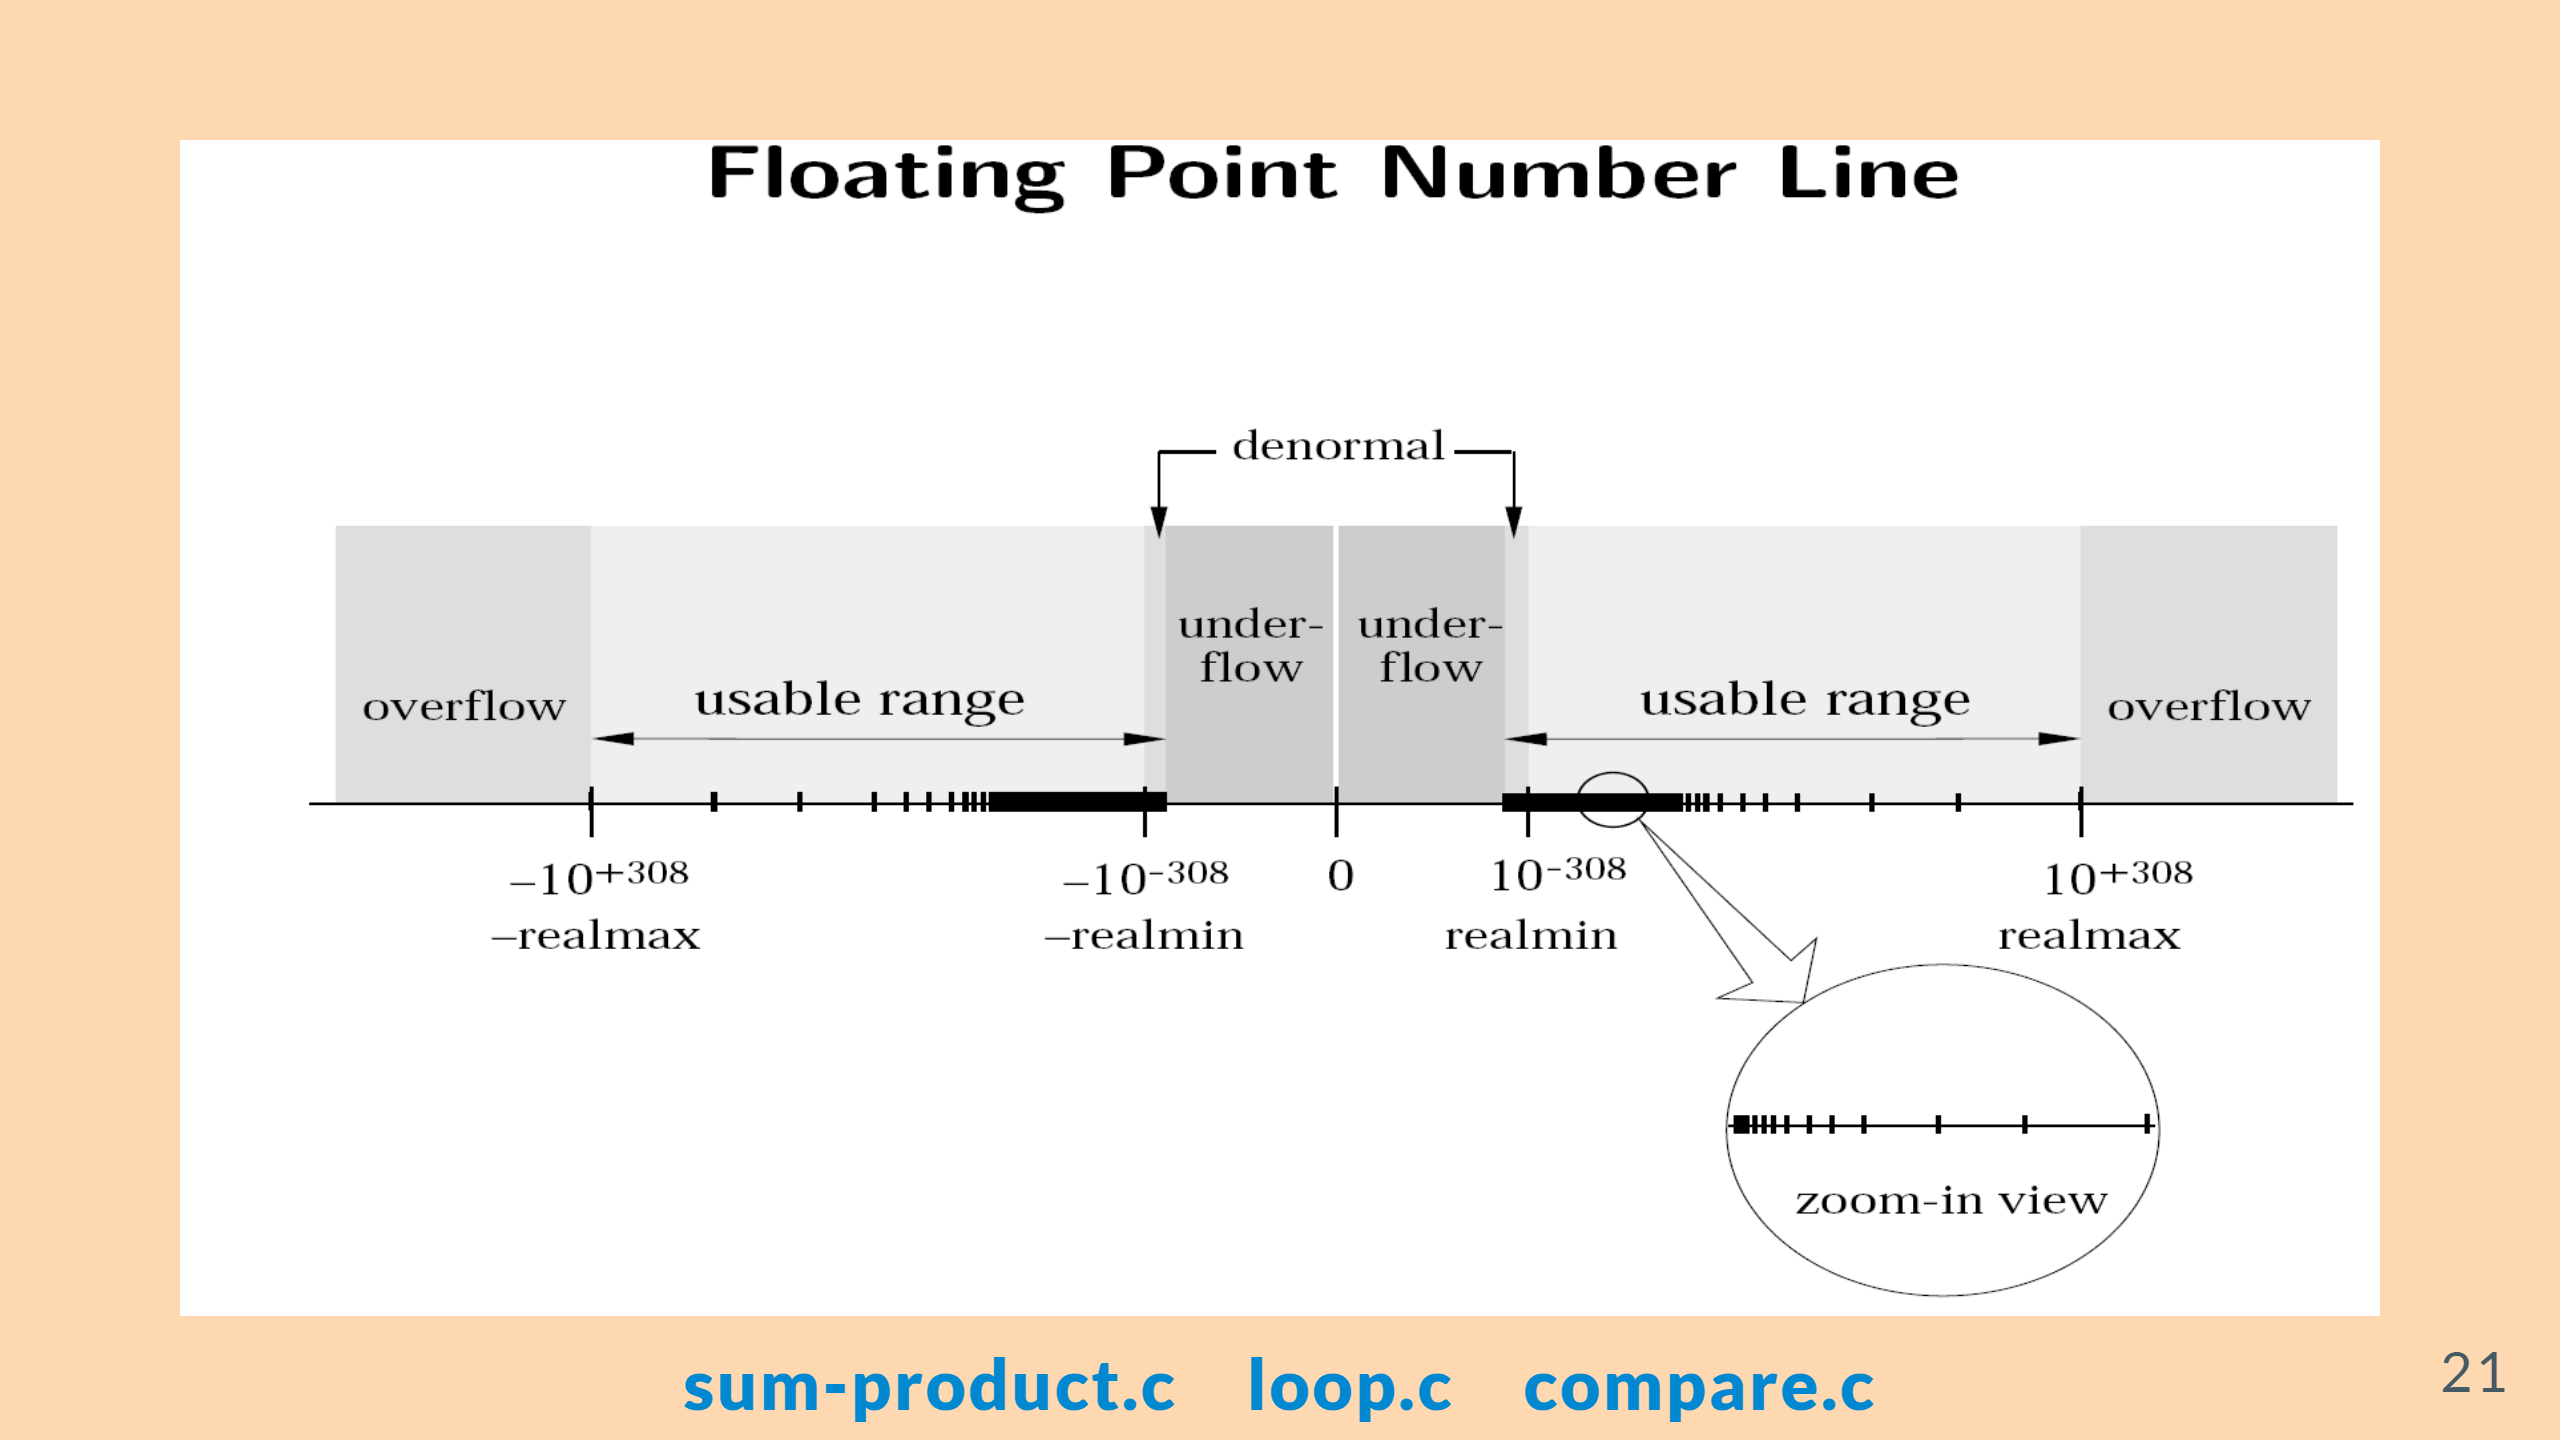 Floating Point Number Line
denormal
under-
flow
under-
flow
overflow
usable range
usable range
overflow
–10+308
–10-308
0
10-308
10+308
–realmax
–realmin
realmin
realmax
zoom-in view
sum-product.c loop.c compare.c
21